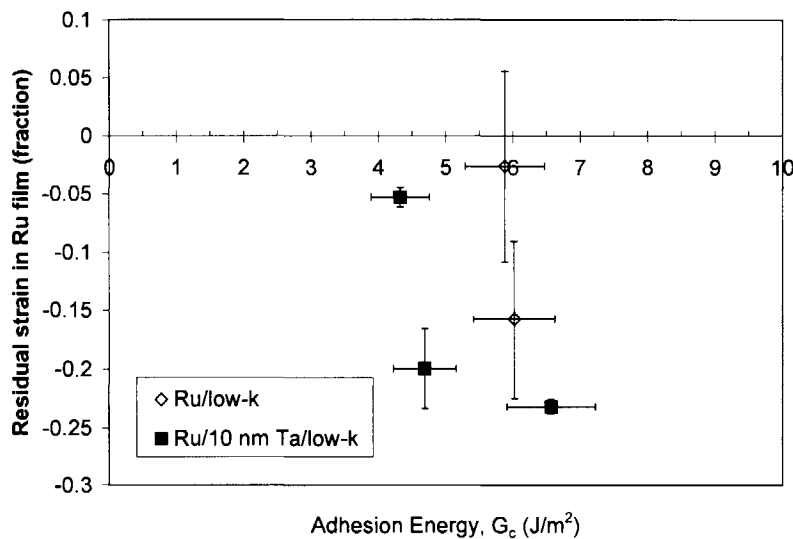 0.1
0.05
0
0 1 2 3 4 5 6 7 8 9 10
-0.05
-0.1
-0.15
-0.2
-0.25
-0.3
Residual strain in Ru film (fraction)
Ru/low-k
Ru/10 nm Ta/low-k
Adhesion Energy, G_c (J/m²)